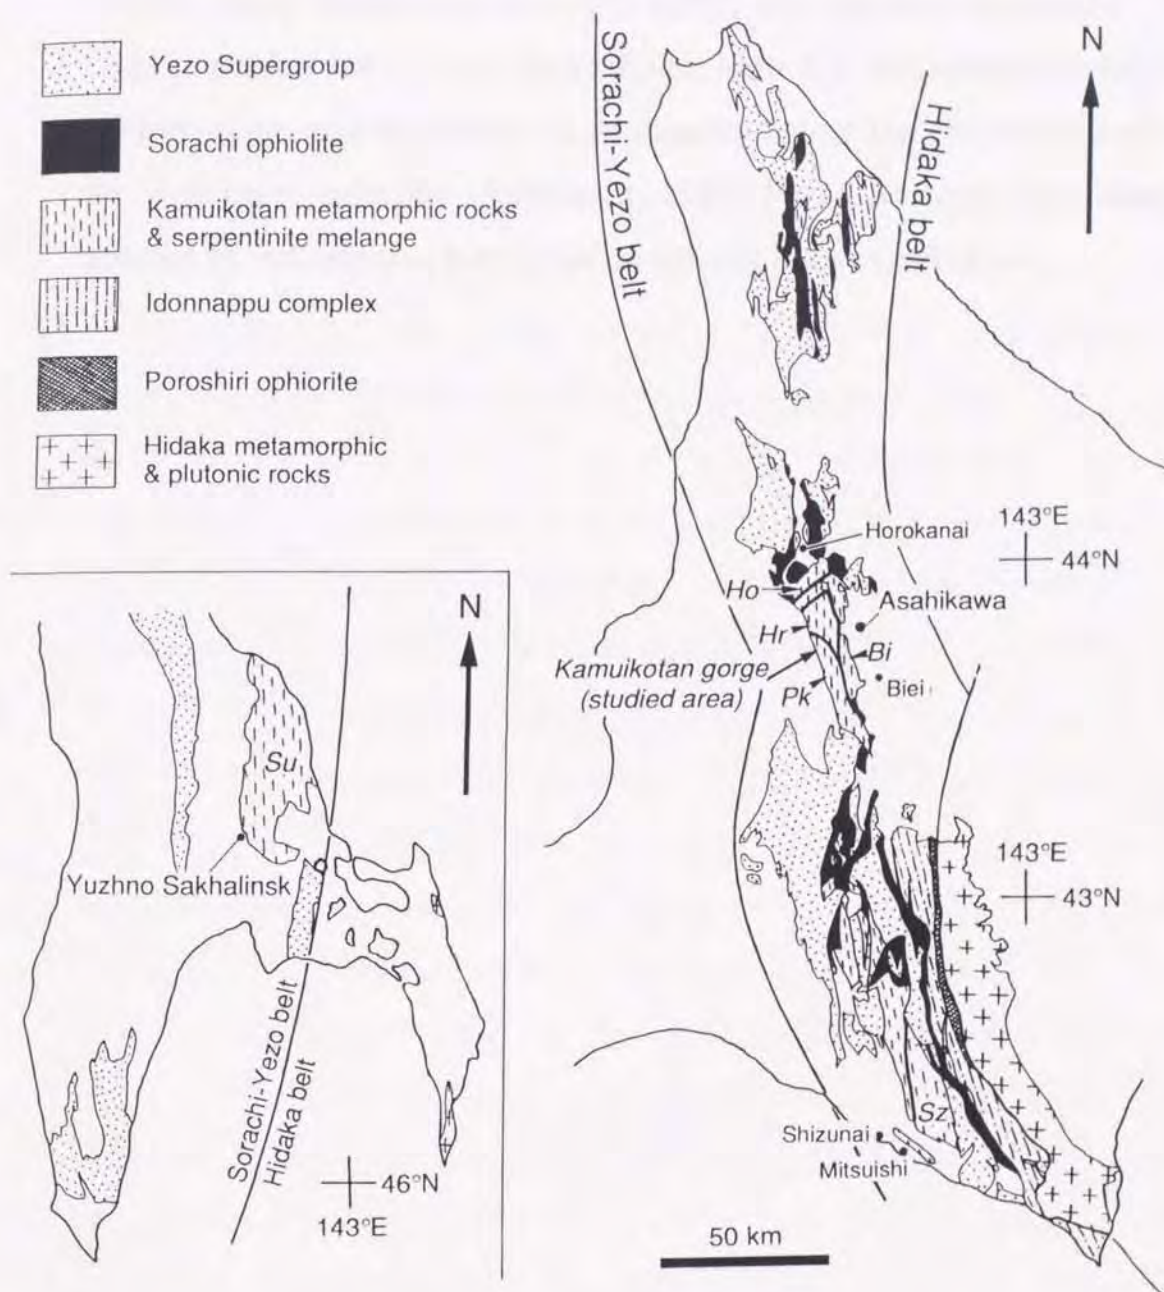 Yezo Supergroup
Sorachi ophiolite
Kamuikotan metamorphic rocks
& serpentinite melange
Idonnappu complex
Poroshiri ophiorite
Hidaka metamorphic
& plutonic rocks
N
Sorachi-Yezo belt
Hidaka belt
143°E
44°N
Horokanai
Ho
Asahikawa
Hr
Bi
Kamuikotan gorge
(studied area)
Pk
Biei
143°E
43°N
Sz
Shizunai
Mitsuishi
50 km
N
Su
Yuzhno Sakhalinsk
Sorachi-Yezo belt
Hidaka belt
46°N
143°E